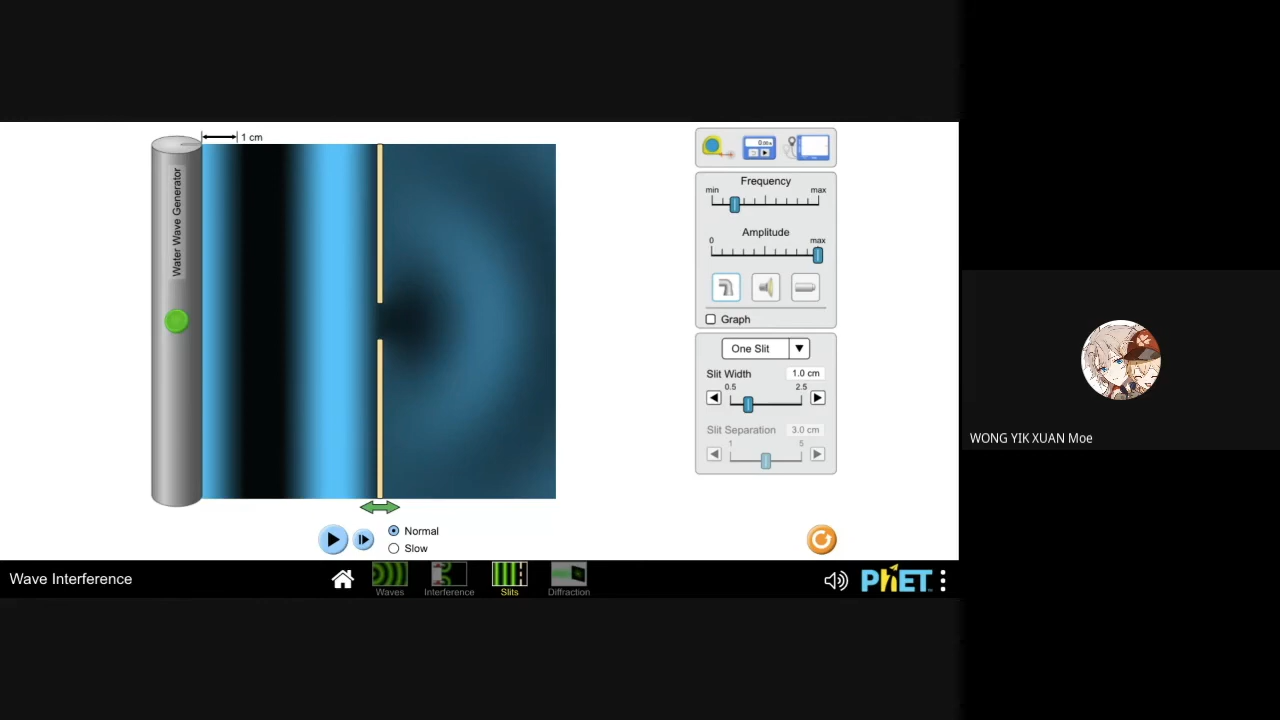 1 cm
Water Wave Generator
0.00 s
Frequency
min max
Amplitude
0 max
Graph
One Slit
Slit Width 1.0 cm
0.5 2.5
Slit Separation 3.0 cm
1 5
Normal
Slow
WONG YIK XUAN Moe
Wave Interference
Waves Interference Slits Diffraction
PhET